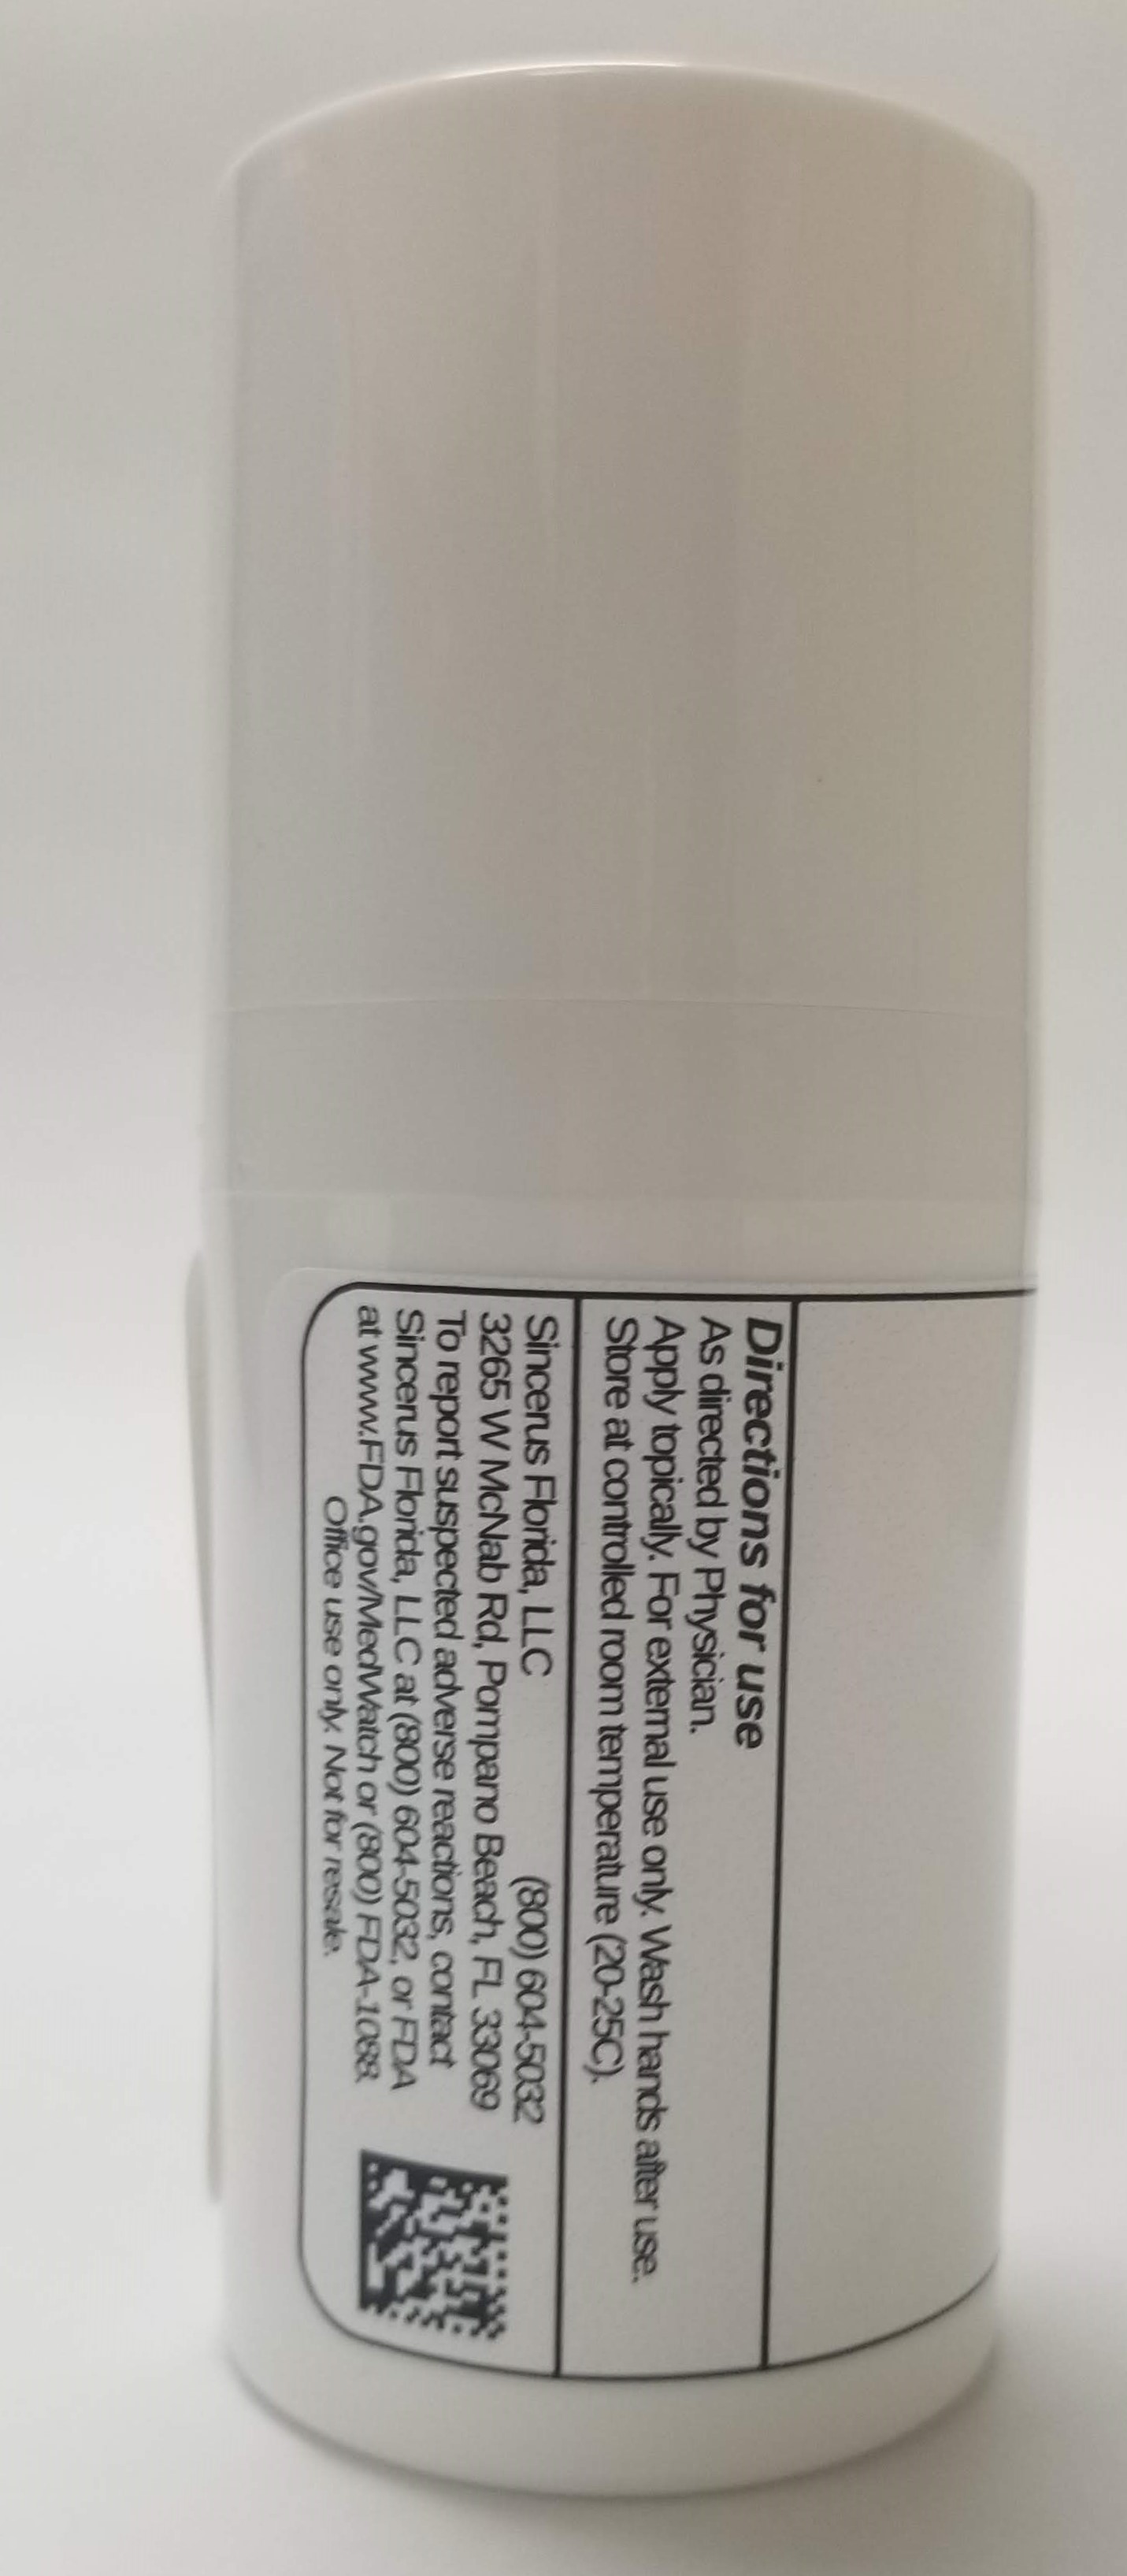 Directions for use
As directed by Physician.
Apply topically. For external use only. Wash hands after use.
Store at controlled room temperature (20-25C).
Sincerus Florida, LLC (800) 604-5032
3265 W McNab Rd, Pompano Beach, FL 33069
To report suspected adverse reactions, contact
Sincerus Florida, LLC at (800) 604-5032, or FDA
at www.FDA.gov/MedWatch or (800) FDA-1088.
Office use only. Not for resale.